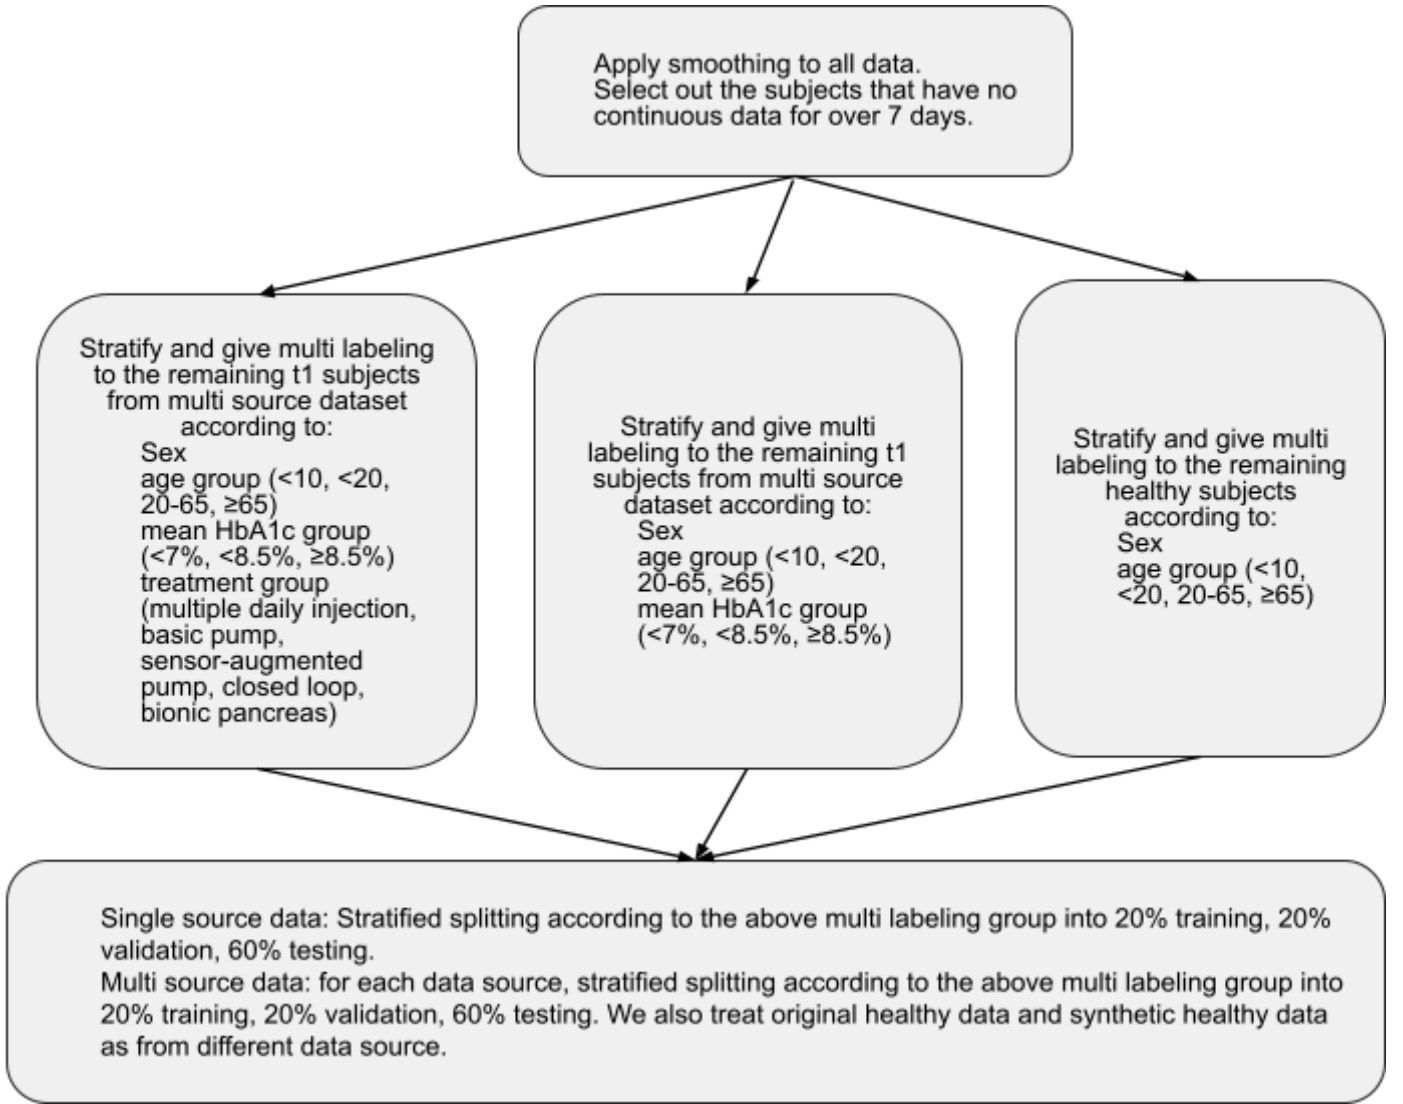 Apply smoothing to all data.
Select out the subjects that have no
continuous data for over 7 days.
Stratify and give multi labeling
to the remaining t1 subjects
from multi source dataset
according to:
Sex
age group (<10, <20,
20-65, ≥65)
mean HbA1c group
(<7%, <8.5%, ≥8.5%)
treatment group
(multiple daily injection,
basic pump,
sensor-augmented
pump, closed loop,
bionic pancreas)
Stratify and give multi
labeling to the remaining t1
subjects from multi source
dataset according to:
Sex
age group (<10, <20,
20-65, ≥65)
mean HbA1c group
(<7%, <8.5%, ≥8.5%)
Stratify and give multi
labeling to the remaining
healthy subjects
according to:
Sex
age group (<10,
<20, 20-65, ≥65)
Single source data: Stratified splitting according to the above multi labeling group into 20% training, 20%
validation, 60% testing.
Multi source data: for each data source, stratified splitting according to the above multi labeling group into
20% training, 20% validation, 60% testing. We also treat original healthy data and synthetic healthy data
as from different data source.